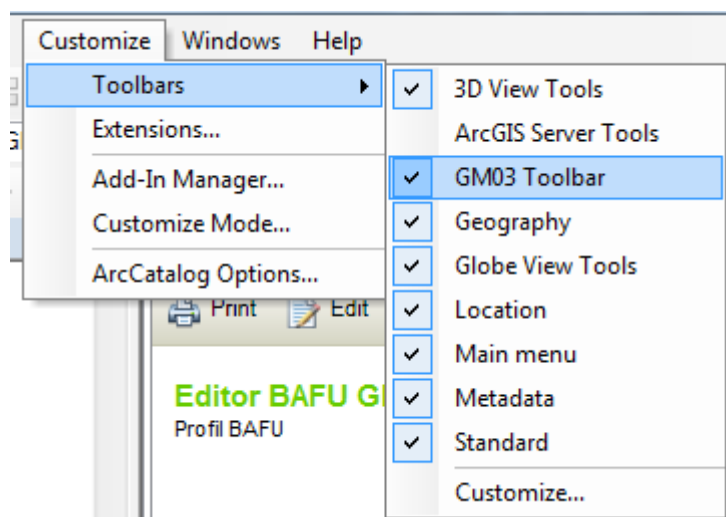 Customize Windows Help
Toolbars
Extensions...
Add-In Manager...
Customize Mode...
ArcCatalog Options...
3D View Tools
ArcGIS Server Tools
GM03 Toolbar
Geography
Globe View Tools
Location
Main menu
Metadata
Standard
Customize...
Print Edit
Editor BAFU G
Profil BAFU